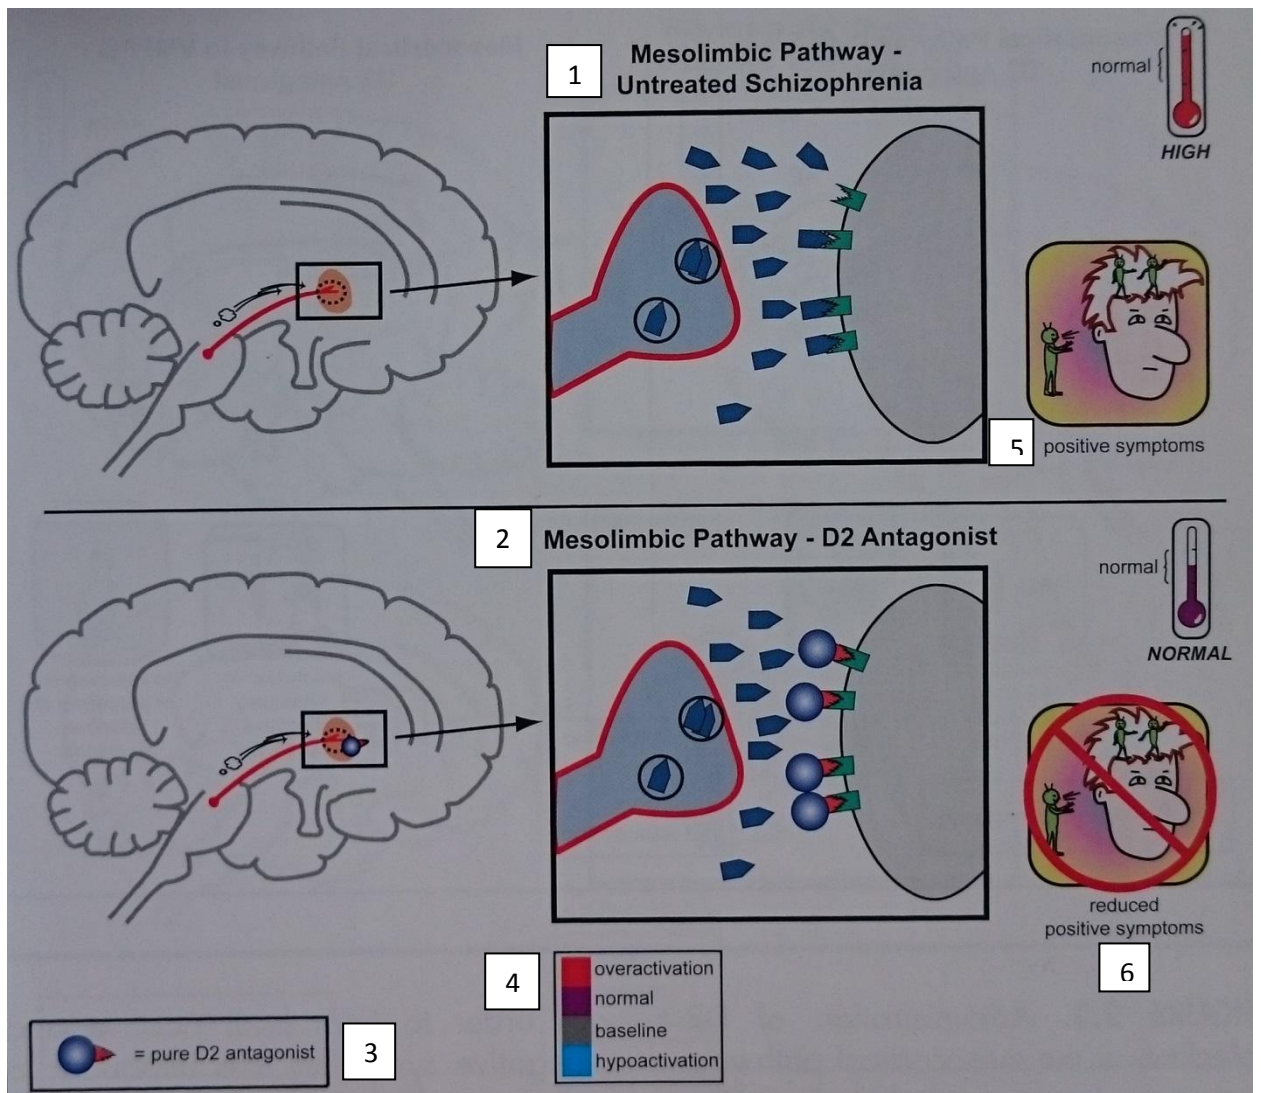 1
Mesolimbic Pathway -
Untreated Schizophrenia
normal
HIGH
5
positive symptoms
2
Mesolimbic Pathway - D2 Antagonist
normal
NORMAL
reduced
positive symptoms
6
4
overactivation
normal
baseline
hypoactivation
= pure D2 antagonist
3